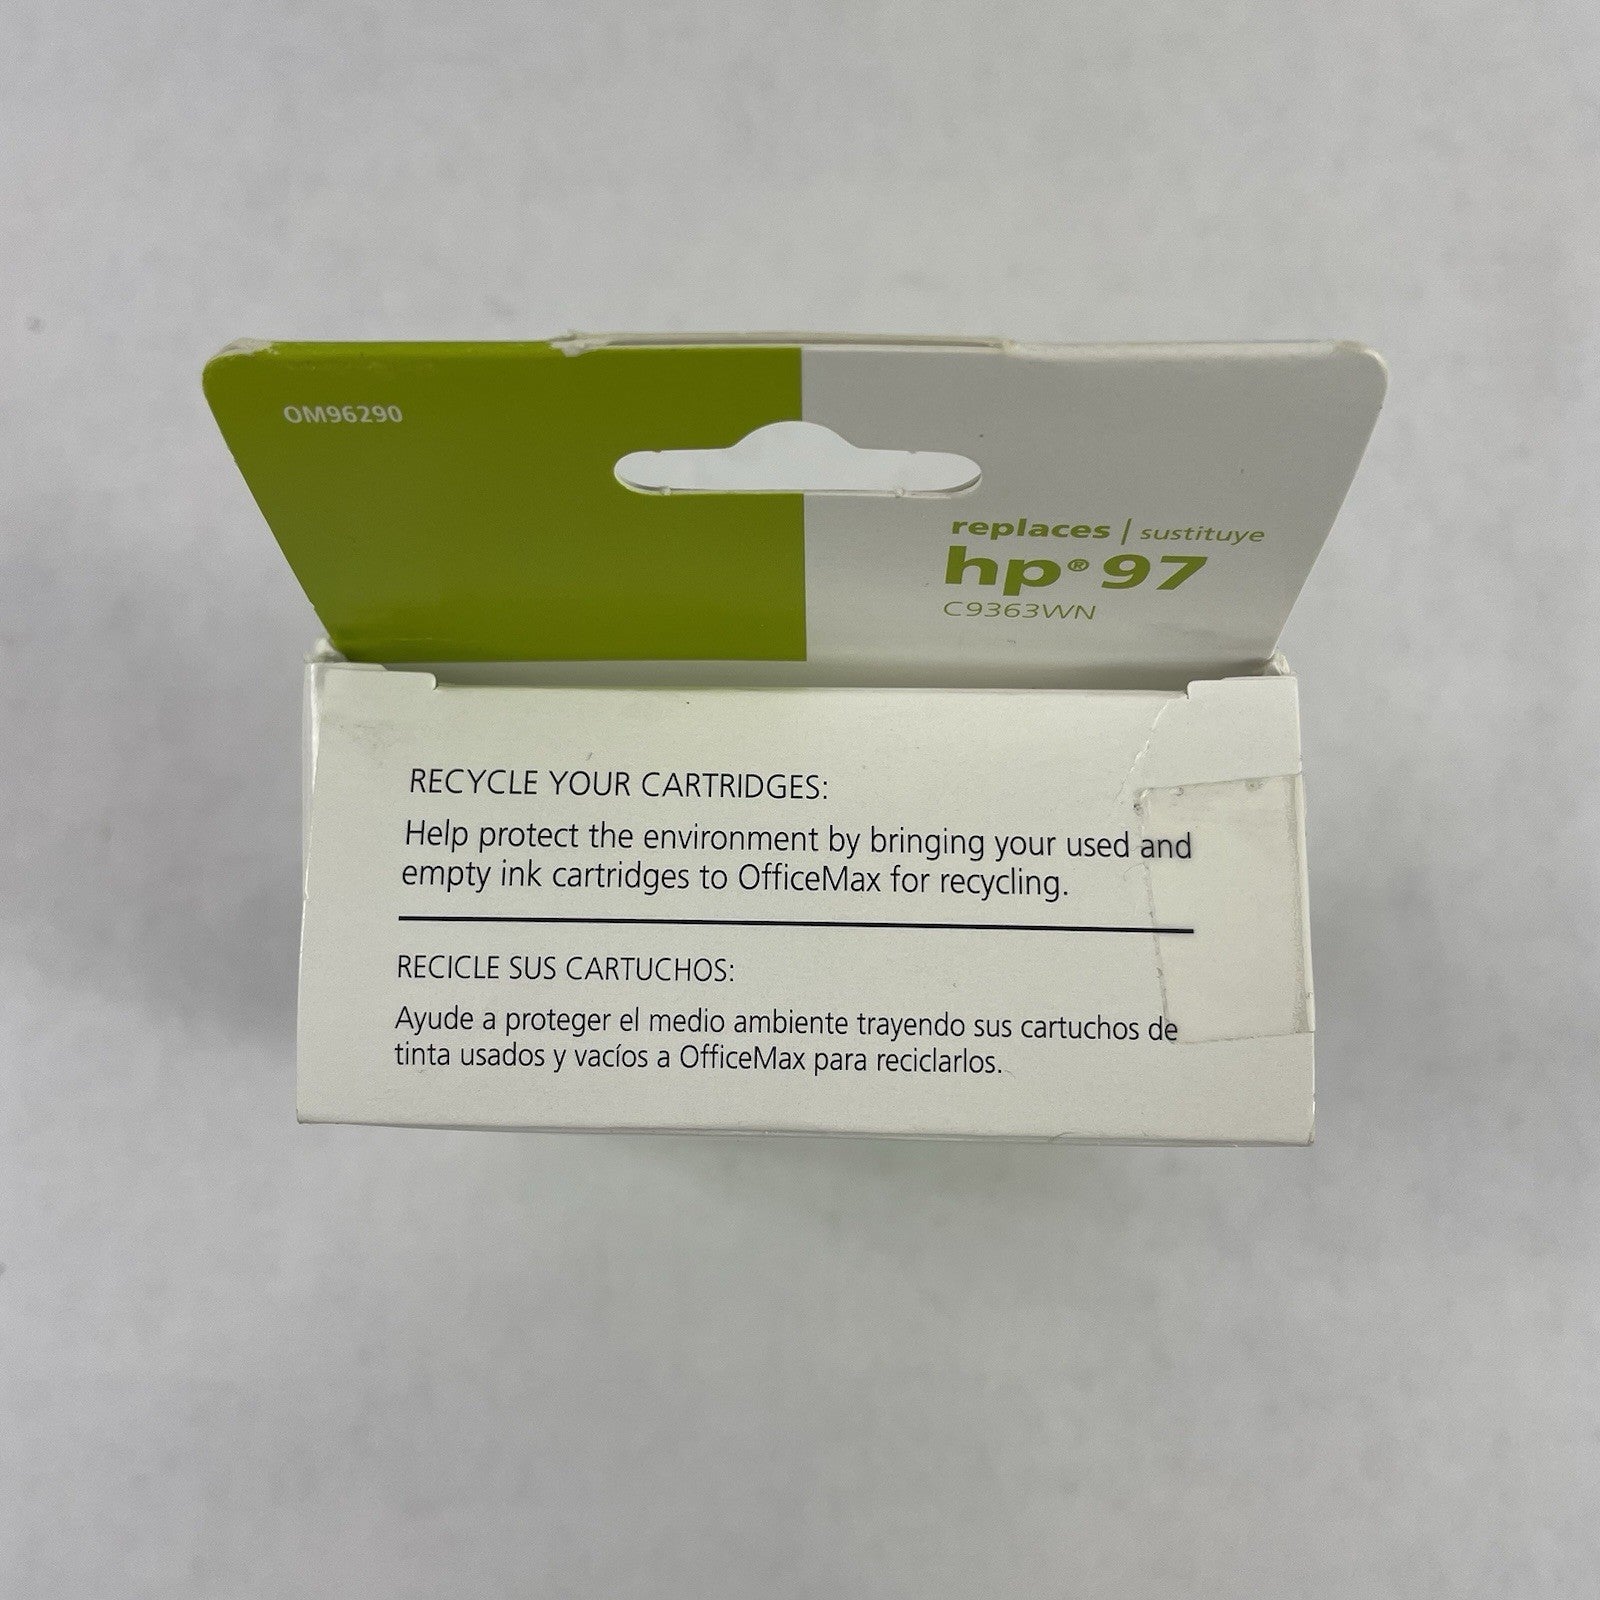 OM96290
replaces | sustituye
hp® 97
C9363WN
RECYCLE YOUR CARTRIDGES:
Help protect the environment by bringing your used and
empty ink cartridges to OfficeMax for recycling.
RECICLE SUS CARTUCHOS:
Ayude a proteger el medio ambiente trayendo sus cartuchos de
tinta usados y vacíos a OfficeMax para reciclarlos.